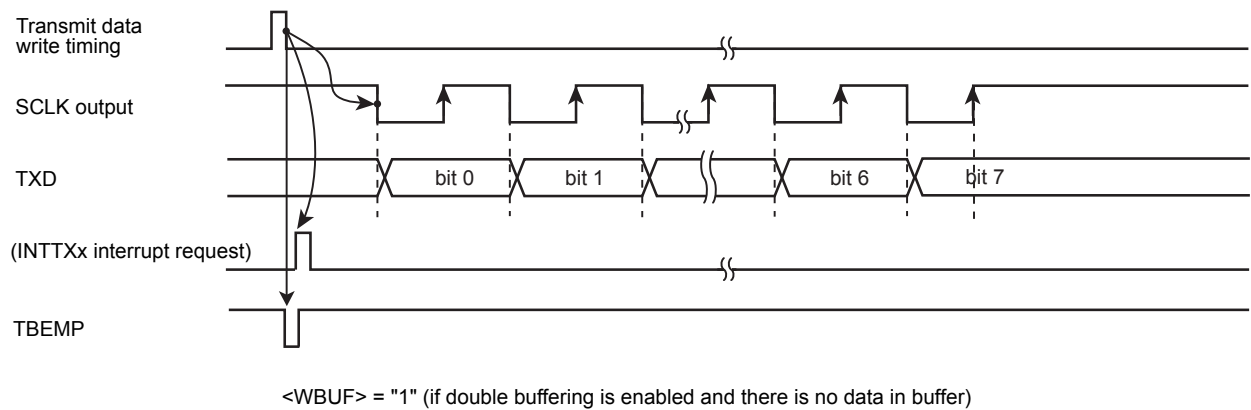 Transmit data
write timing
SCLK output
TXD
bit 0
bit 1
bit 6
bit 7
(INTTXx interrupt request)
TBEMP
<WBUF> = "1" (if double buffering is enabled and there is no data in buffer)